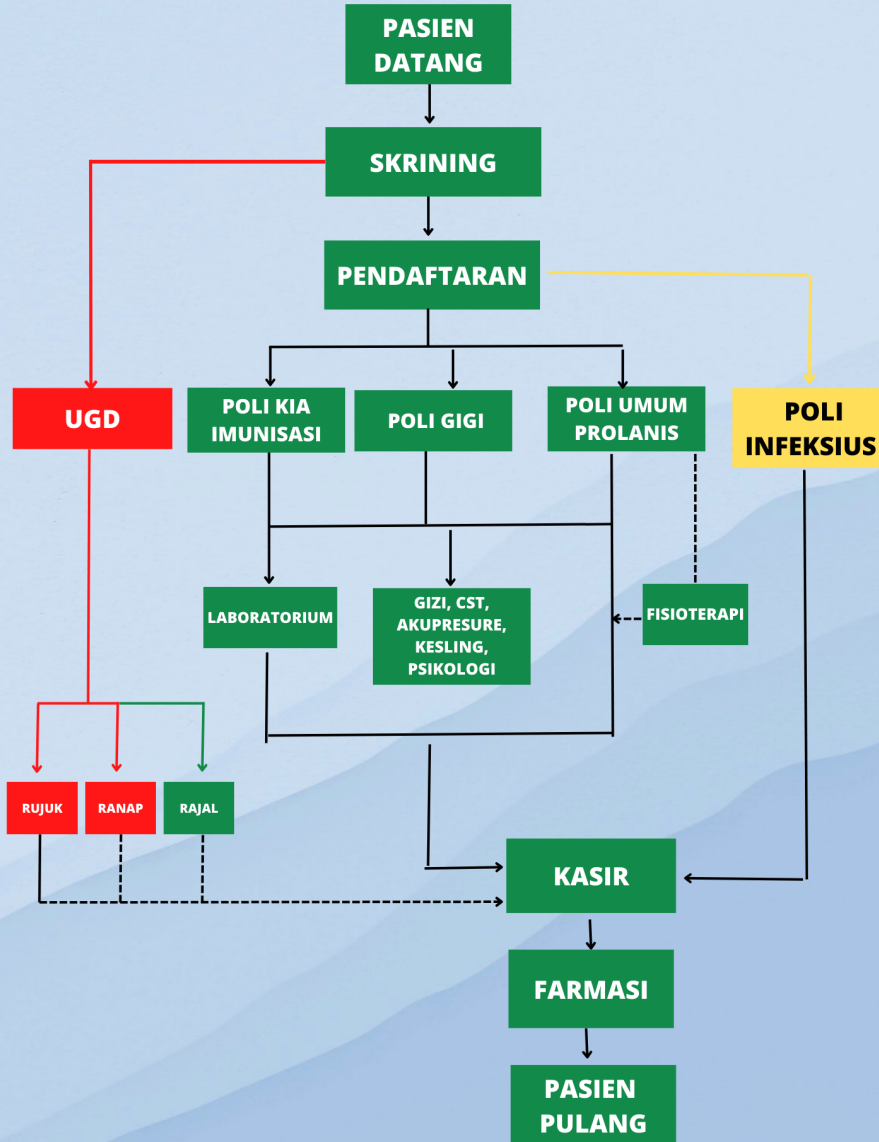 PASIEN
DATANG
SKRINING
PENDAFTARAN
UGD
POLI KIA
IMUNISASI
POLI GIGI
POLI UMUM
PROLANIS
POLI
INFEKSIUS
LABORATORIUM
GIZI, CST,
AKUPRESURE,
KESLING,
PSIKOLOGI
FISIOTERAPI
RUJUK
RANAP
RAJAL
KASIR
FARMASI
PASIEN
PULANG